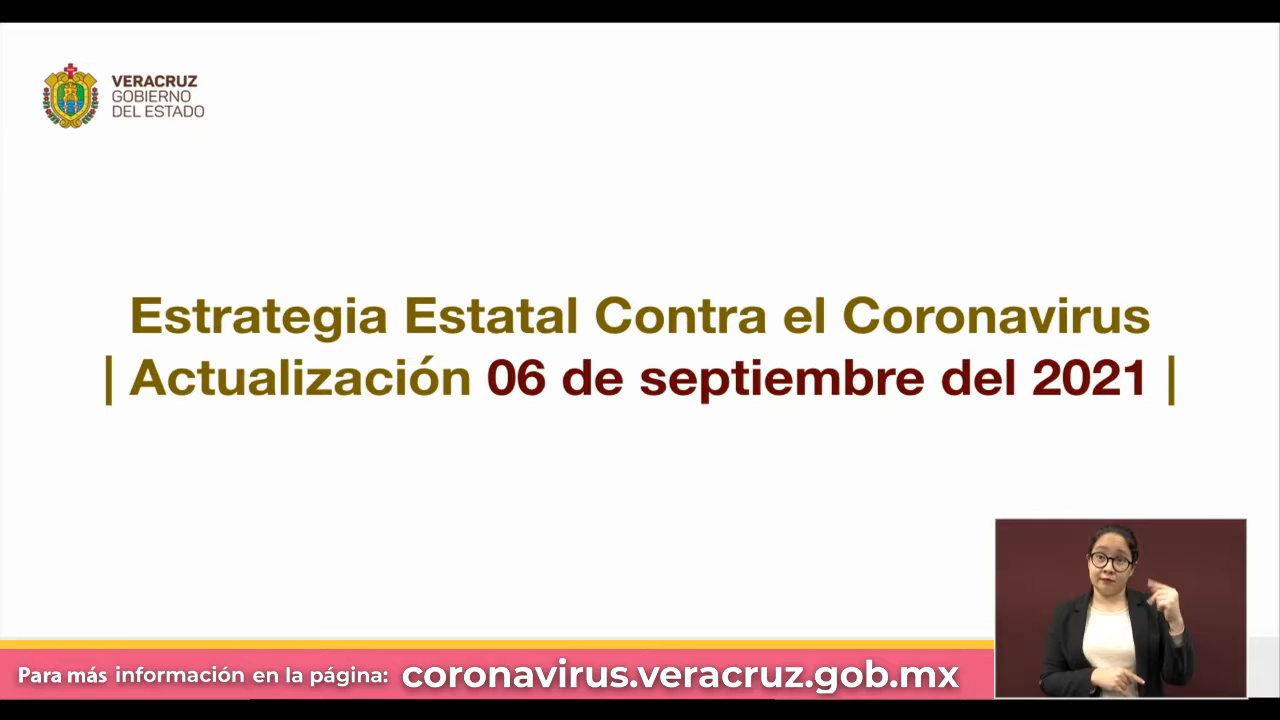 VERACRUZ
GOBIERNO
DEL ESTADO
Estrategia Estatal Contra el Coronavirus
| Actualización 06 de septiembre del 2021 |
Para más información en la página: coronavirus.veracruz.gob.mx